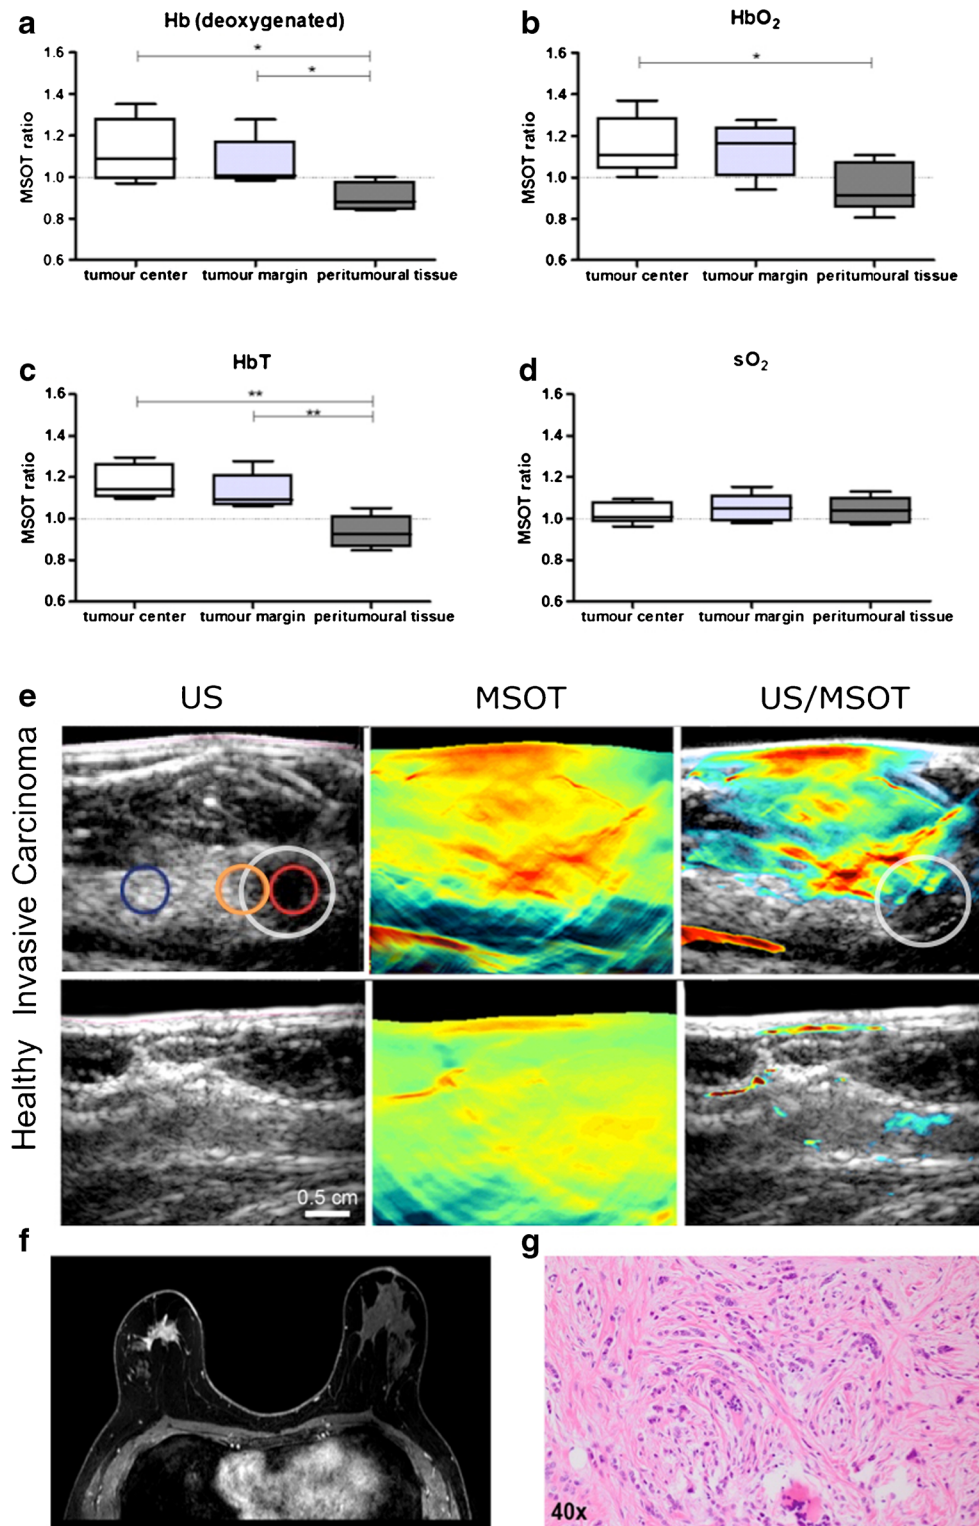 a
Hb (deoxygenated)
1.6
1.4
1.2
1.0
0.8
0.6
MSOT ratio
*
*
tumour center
tumour margin
peritumoural tissue
b
HbO2
1.6
1.4
1.2
1.0
0.8
0.6
MSOT ratio
*
tumour center
tumour margin
peritumoural tissue
c
HbT
1.6
1.4
1.2
1.0
0.8
0.6
MSOT ratio
**
**
tumour center
tumour margin
peritumoural tissue
d
sO2
1.6
1.4
1.2
1.0
0.8
0.6
MSOT ratio
tumour center
tumour margin
peritumoural tissue
e
US
MSOT
US/MSOT
Invasive Carcinoma
Healthy
0.5 cm
f
g
40x